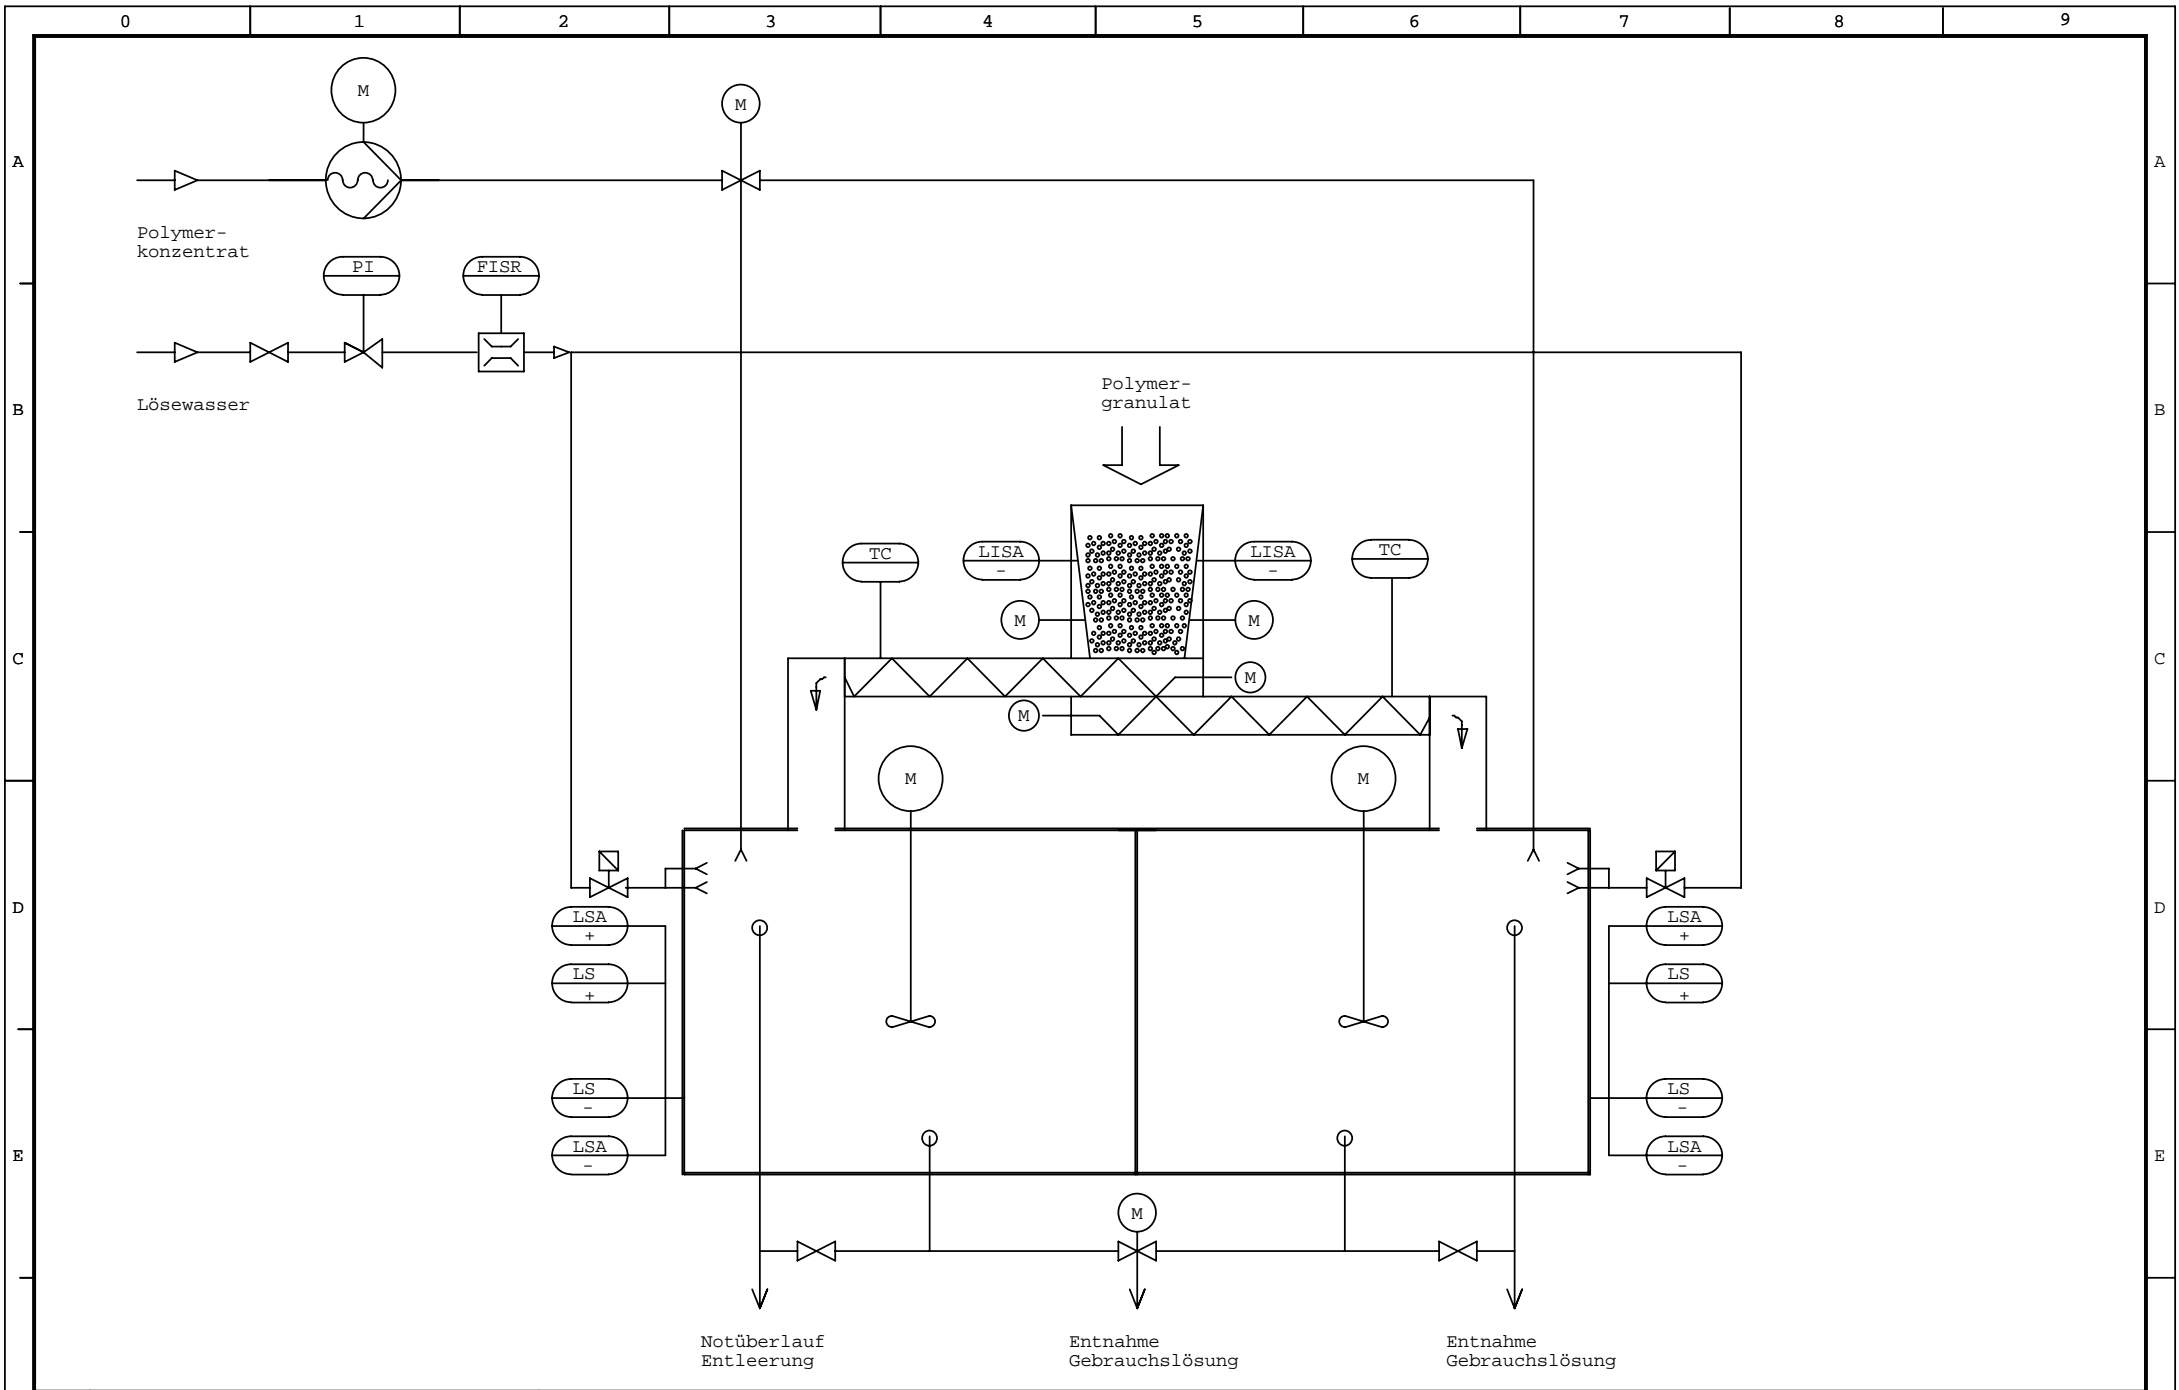 0 1 2 3 4 5 6 7 8 9
M
M
A A
Polymer-
konzentrat
PI FISR
Polymer-
granulat
Lösewasser
B B
TC LISA
- LISA
- TC
M M
C C
M
M
M M
LSA
+ LSA
+
D D
LS
+ LS
+
LS
- LS
-
LSA
- LSA
-
E E
M
Notüberlauf
Entleerung
Entnahme
Gebrauchslösung
Entnahme
Gebrauchslösung